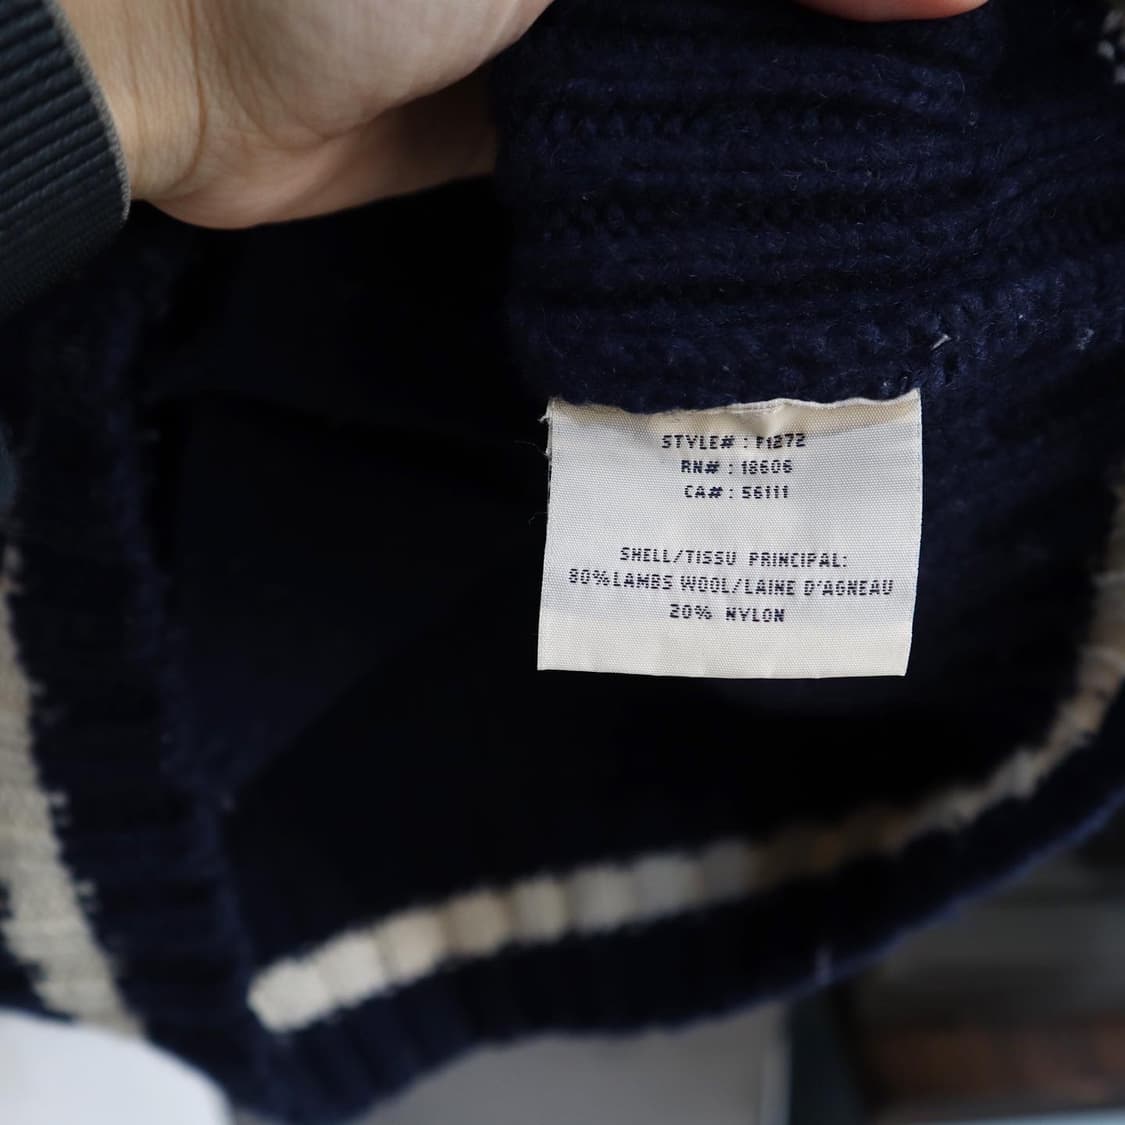 STYLE# : F1272
RN# : 18606
CA# : 56111
SHELL/TISSU PRINCIPAL:
80% LAMBS WOOL/LAINE D'AGNEAU
20% NYLON